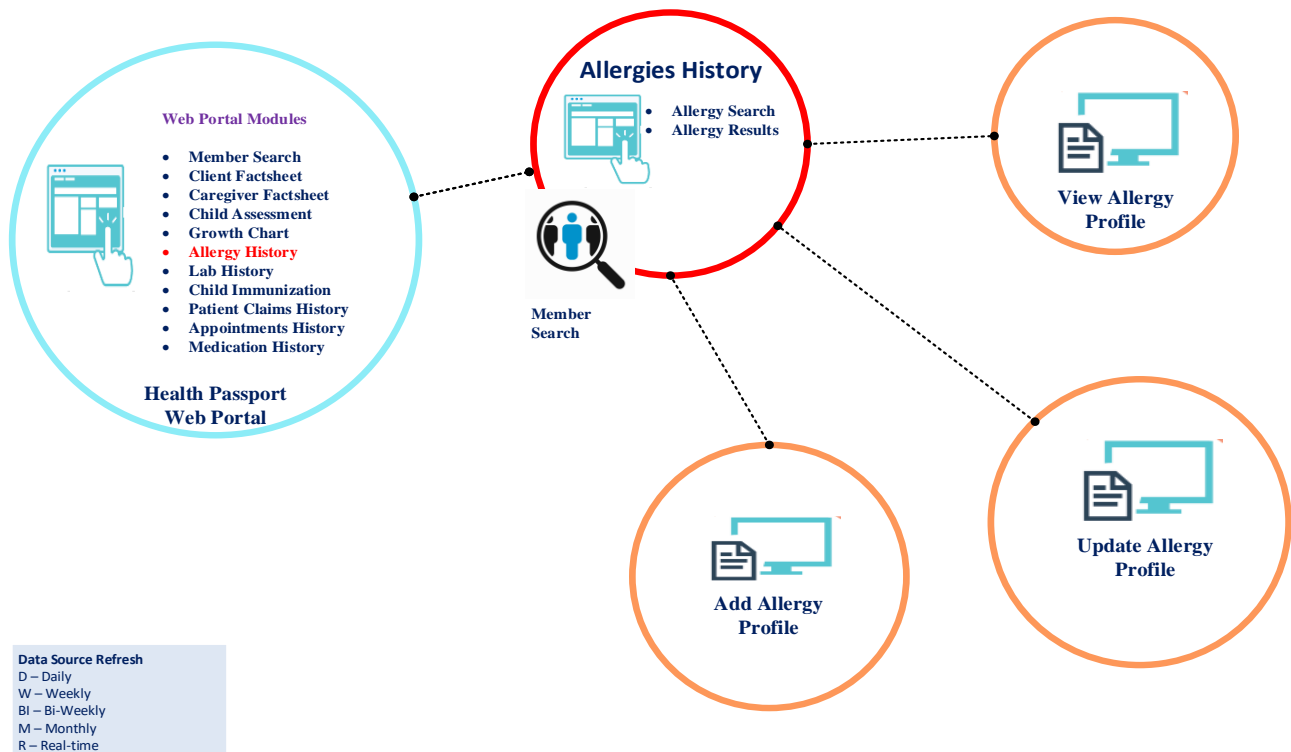 Web Portal Modules
• Member Search
• Client Factsheet
• Caregiver Factsheet
• Child Assessment
• Growth Chart
• Allergy History
• Lab History
• Child Immunization
• Patient Claims History
• Appointments History
• Medication History
Health Passport
Web Portal
Allergies History
• Allergy Search
• Allergy Results
Member
Search
View Allergy
Profile
Update Allergy
Profile
Add Allergy
Profile
Data Source Refresh
D – Daily
W – Weekly
BI – Bi-Weekly
M – Monthly
R – Real-time